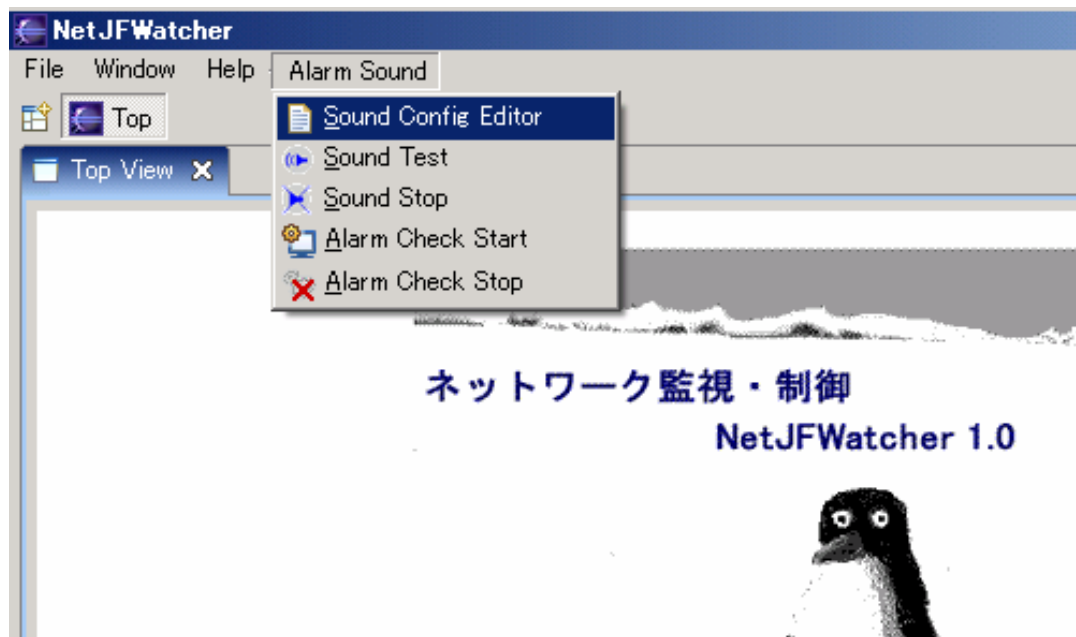 NetJFWatcher
File Window Help Alarm Sound
Top
Sound Config Editor
Top View
Sound Test
Sound Stop
Alarm Check Start
Alarm Check Stop
ネットワーク監視・制御
NetJFWatcher 1.0